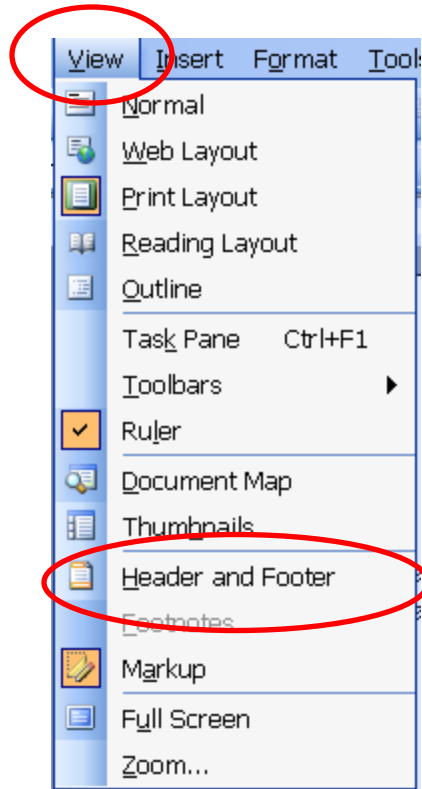 View Insert Format Tools
Normal
Web Layout
Print Layout
Reading Layout
Outline
Task Pane Ctrl+F1
Toolbars
Ruler
Document Map
Thumbnails
Header and Footer
Footnotes
Markup
Full Screen
Zoom...